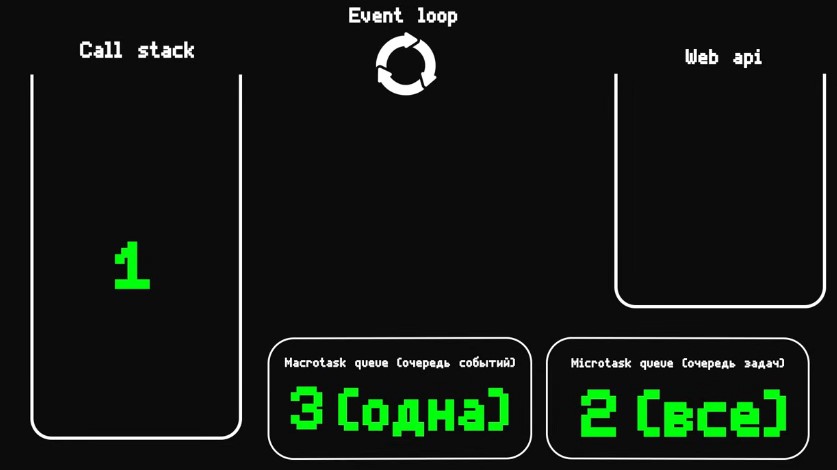 Event loop
Call stack
Web api
1
Macrotask queue (очередь событий)
3 (одна)
Microtask queue (очередь задач)
2 (все)